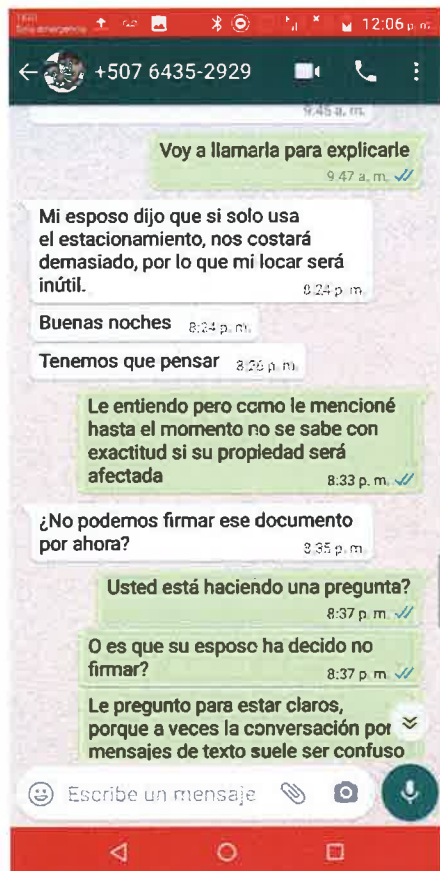 Solo emergencia 12:06 p. m.
+507 6435-2929
9:45 a. m.
Voy a llamarla para explicarle
9:47 a. m.
Mi esposo dijo que si solo usa
el estacionamiento, nos costará
demasiado, por lo que mi locar será
inútil.
8:24 p. m.
Buenas noches 8:24 p. m.
Tenemos que pensar 8:26 p. m.
Le entiendo pero como le mencioné
hasta el momento no se sabe con
exactitud si su propiedad será
afectada
8:33 p. m.
¿No podemos firmar ese documento
por ahora?
8:35 p. m.
Usted está haciendo una pregunta?
8:37 p. m.
O es que su esposo ha decidido no
firmar?
8:37 p. m.
Le pregunto para estar claros,
porque a veces la conversación por
mensajes de texto suele ser confuso
Escribe un mensaje